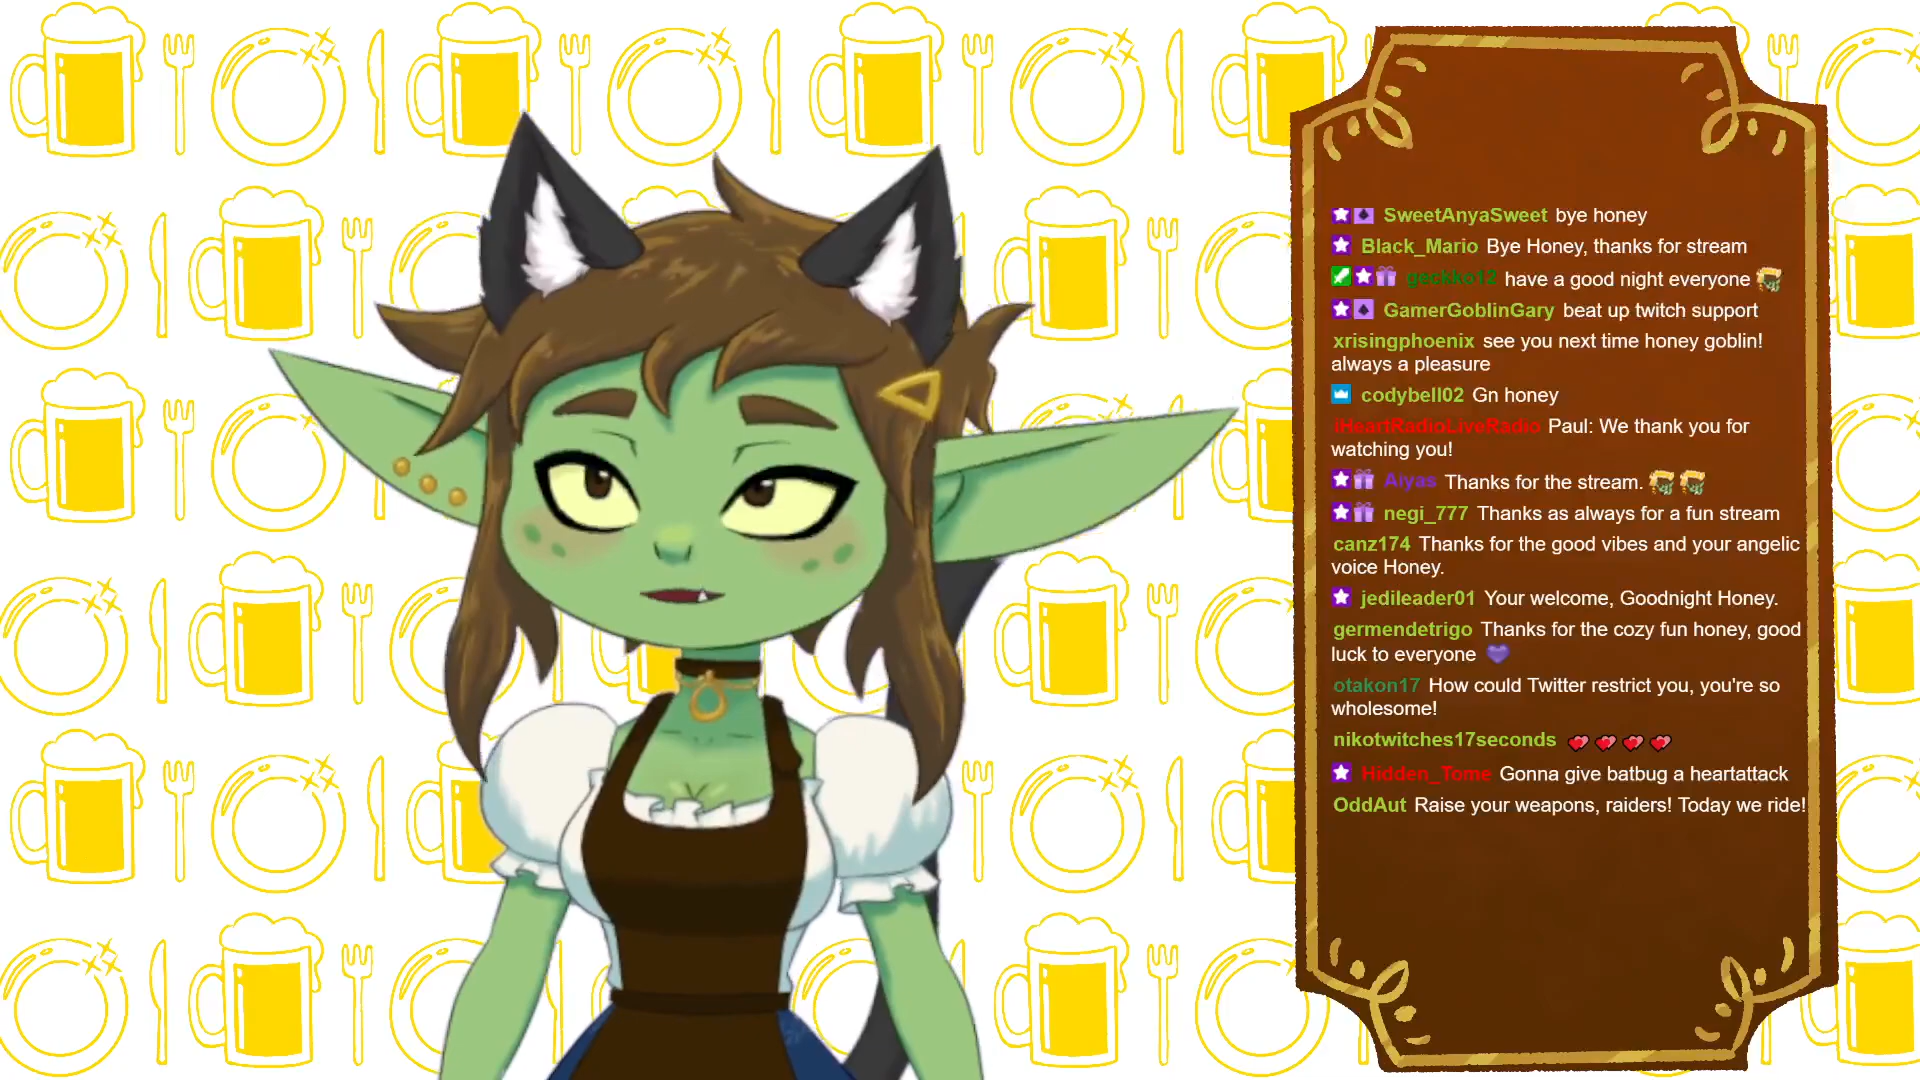 SweetAnyaSweet bye honey
Black_Mario Bye Honey, thanks for stream
geckko12 have a good night everyone
GamerGoblinGary beat up twitch support
xrisingphoenix see you next time honey goblin!
always a pleasure
codybell02 Gn honey
iHeartRadioLiveRadio Paul: We thank you for
watching you!
Aiyas Thanks for the stream.
negi_777 Thanks as always for a fun stream
canz174 Thanks for the good vibes and your angelic
voice Honey.
jedileader01 Your welcome, Goodnight Honey.
germendetrigo Thanks for the cozy fun honey, good
luck to everyone
otakon17 How could Twitter restrict you, you're so
wholesome!
nikotwitches17seconds
Hidden_Tome Gonna give batbug a heartattack
OddAut Raise your weapons, raiders! Today we ride!